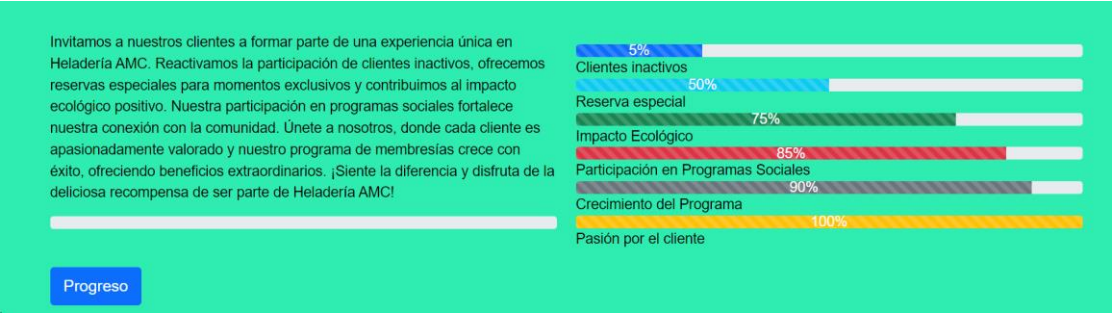 Invitamos a nuestros clientes a formar parte de una experiencia única en
Heladería AMC. Reactivamos la participación de clientes inactivos, ofrecemos
reservas especiales para momentos exclusivos y contribuimos al impacto
ecológico positivo. Nuestra participación en programas sociales fortalece
nuestra conexión con la comunidad. Únete a nosotros, donde cada cliente es
apasionadamente valorado y nuestro programa de membresías crece con
éxito, ofreciendo beneficios extraordinarios. ¡Siente la diferencia y disfruta de la
deliciosa recompensa de ser parte de Heladería AMC!
Progreso
5%
Clientes inactivos
50%
Reserva especial
75%
Impacto Ecológico
85%
Participación en Programas Sociales
90%
Crecimiento del Programa
100%
Pasión por el cliente